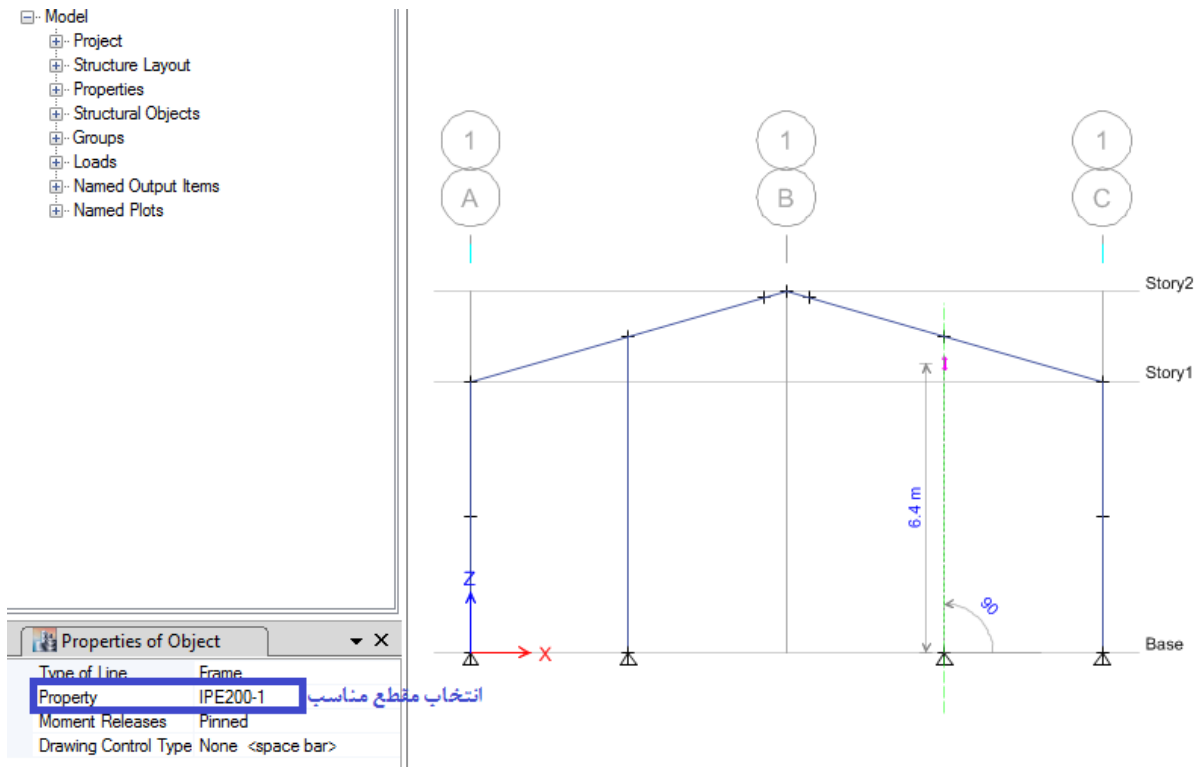 Model
Project
Structure Layout
Properties
Structural Objects
Groups
Loads
Named Output Items
Named Plots
1 1 1
A B C
Story2
Story1
6.4 m
90
Z
X
Base
Properties of Object
Type of Line Frame
Property IPE200-1 انتخاب مقطع مناسب
Moment Releases Pinned
Drawing Control Type None <space bar>